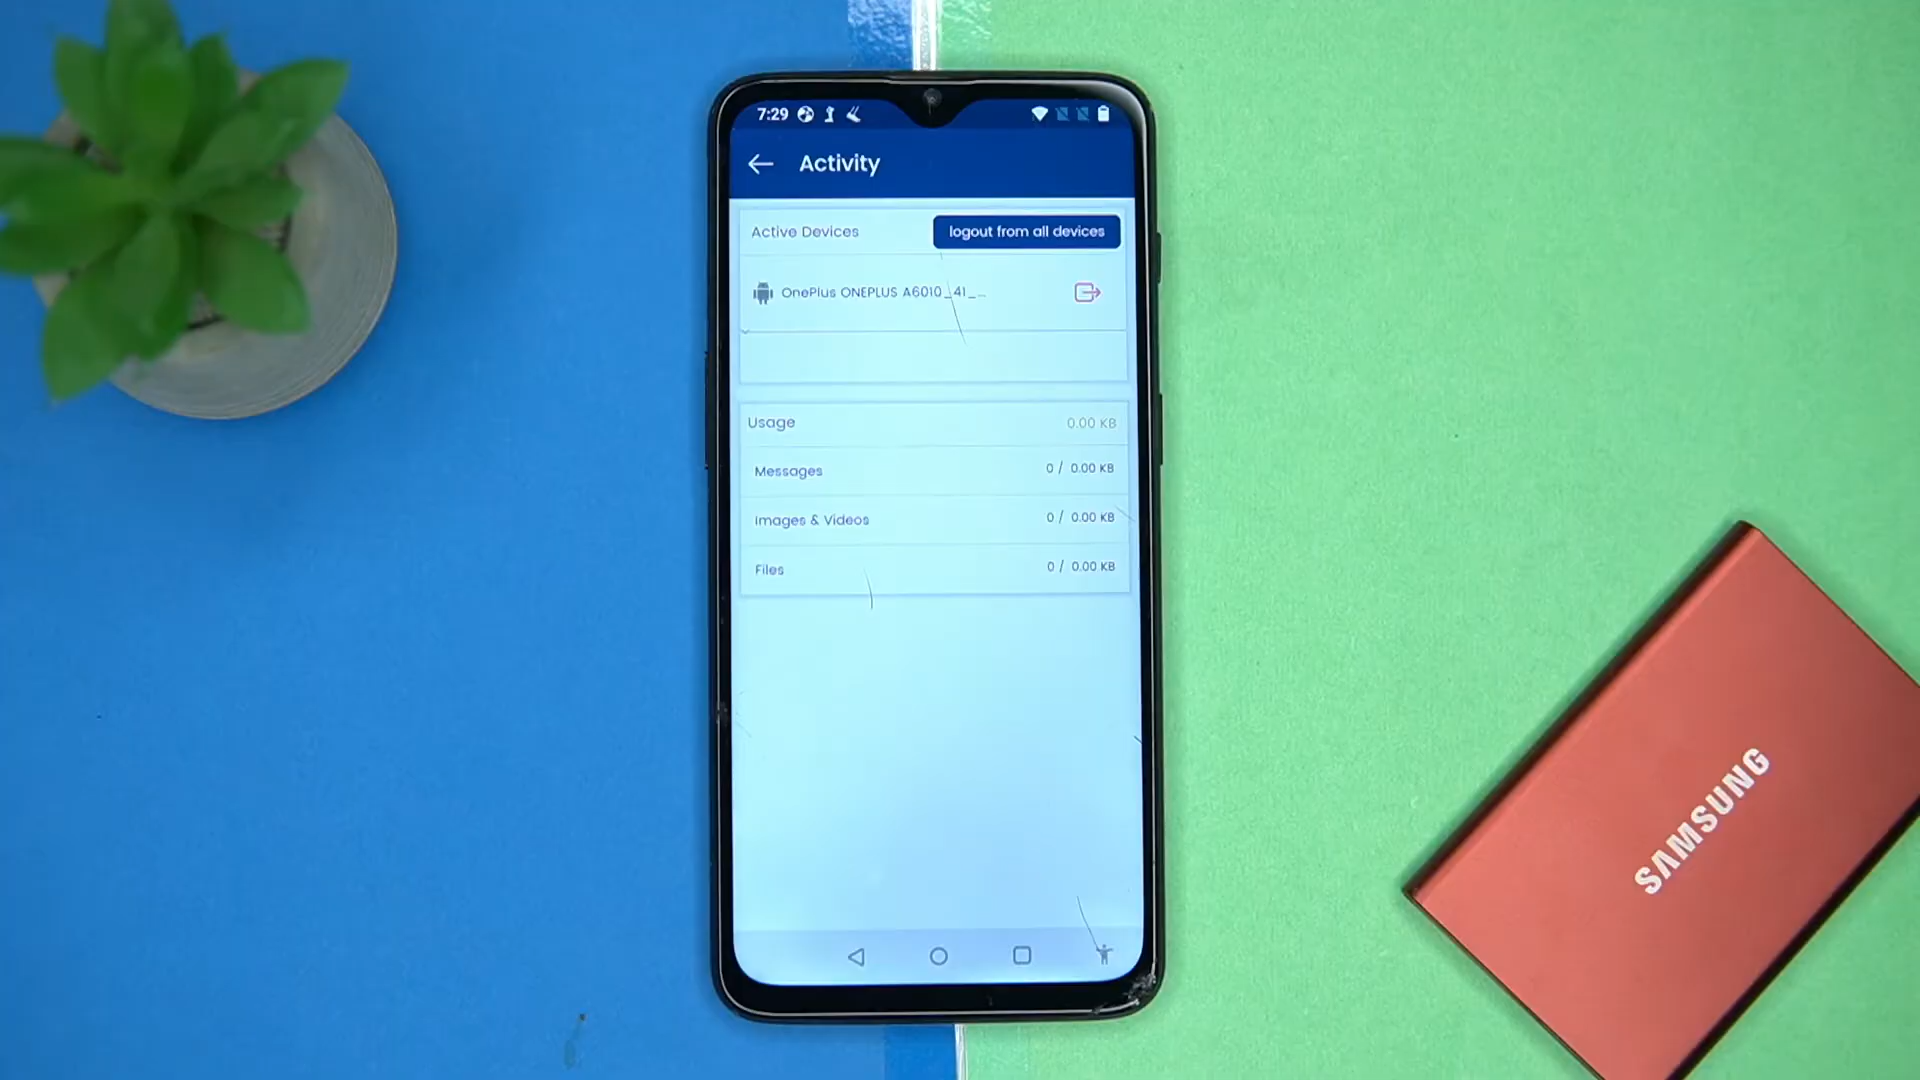 7:29
Activity
Active Devices
logout from all devices
OnePlus ONEPLUS A6010_41_...
Usage
0.00 KB
Messages
0 / 0.00 KB
Images & Videos
0 / 0.00 KB
Files
0 / 0.00 KB
SAMSUNG